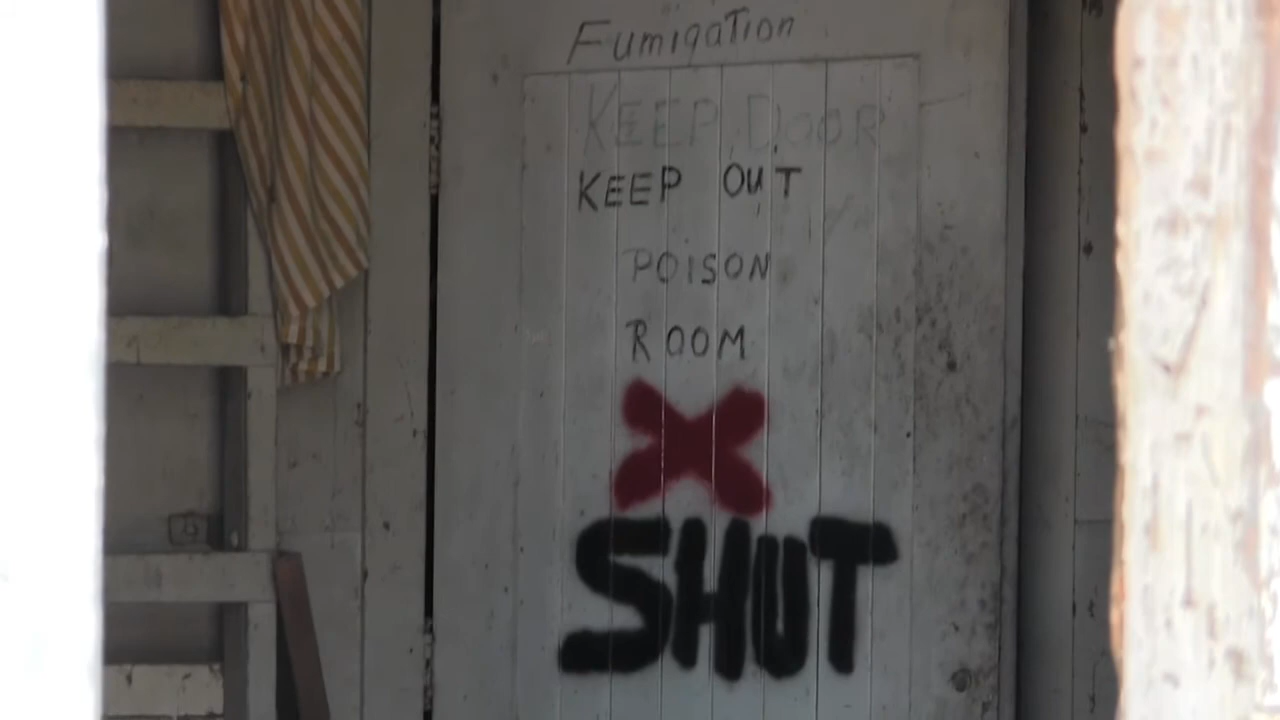 Fumigation
KEEP DOOR
KEEP OUT
POISON
ROOM
X
SHUT